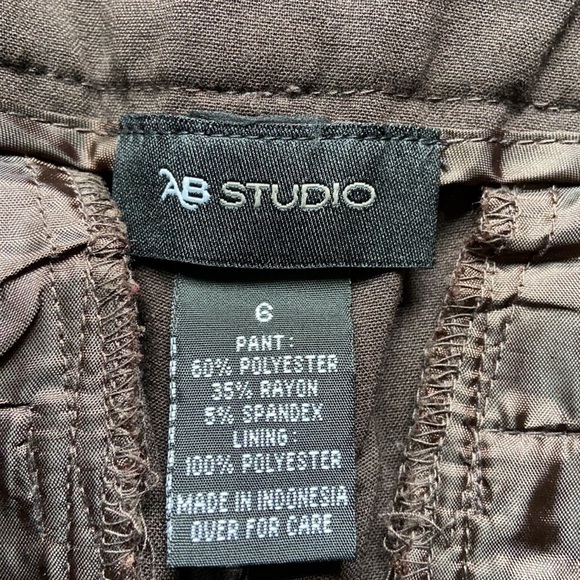 AB STUDIO
6
PANT:
60% POLYESTER
35% RAYON
5% SPANDEX
LINING:
100% POLYESTER
MADE IN INDONESIA
OVER FOR CARE